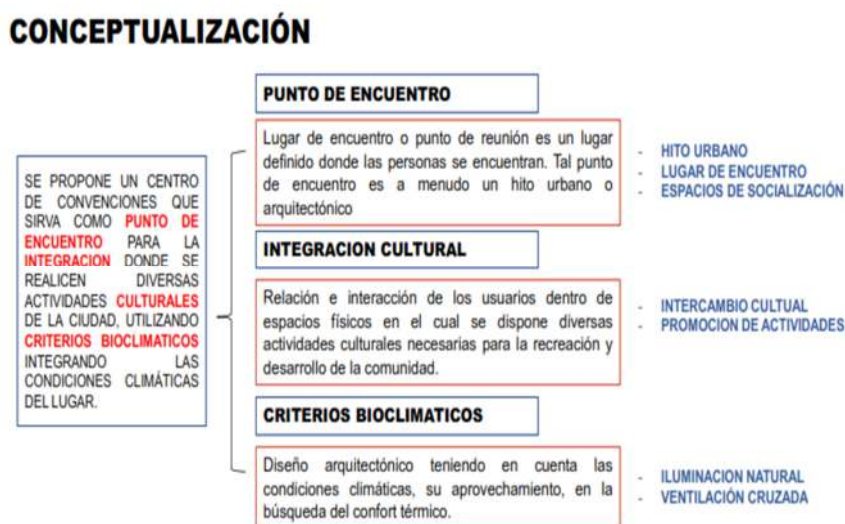 CONCEPTUALIZACIÓN
SE PROPONE UN CENTRO
DE CONVENCIONES QUE
SIRVA COMO PUNTO DE
ENCUENTRO PARA LA
INTEGRACION DONDE SE
REALICEN DIVERSAS
ACTIVIDADES CULTURALES
DE LA CIUDAD, UTILIZANDO
CRITERIOS BIOCLIMATICOS
INTEGRANDO LAS
CONDICIONES CLIMÁTICAS
DEL LUGAR.
PUNTO DE ENCUENTRO
Lugar de encuentro o punto de reunión es un lugar
definido donde las personas se encuentran. Tal punto
de encuentro es a menudo un hito urbano o
arquitectónico
- HITO URBANO
- LUGAR DE ENCUENTRO
- ESPACIOS DE SOCIALIZACIÓN
INTEGRACION CULTURAL
Relación e interacción de los usuarios dentro de
espacios físicos en el cual se dispone diversas
actividades culturales necesarias para la recreación y
desarrollo de la comunidad.
- INTERCAMBIO CULTUAL
- PROMOCION DE ACTIVIDADES
CRITERIOS BIOCLIMATICOS
Diseño arquitectónico teniendo en cuenta las
condiciones climáticas, su aprovechamiento, en la
búsqueda del confort térmico.
- ILUMINACION NATURAL
- VENTILACIÓN CRUZADA